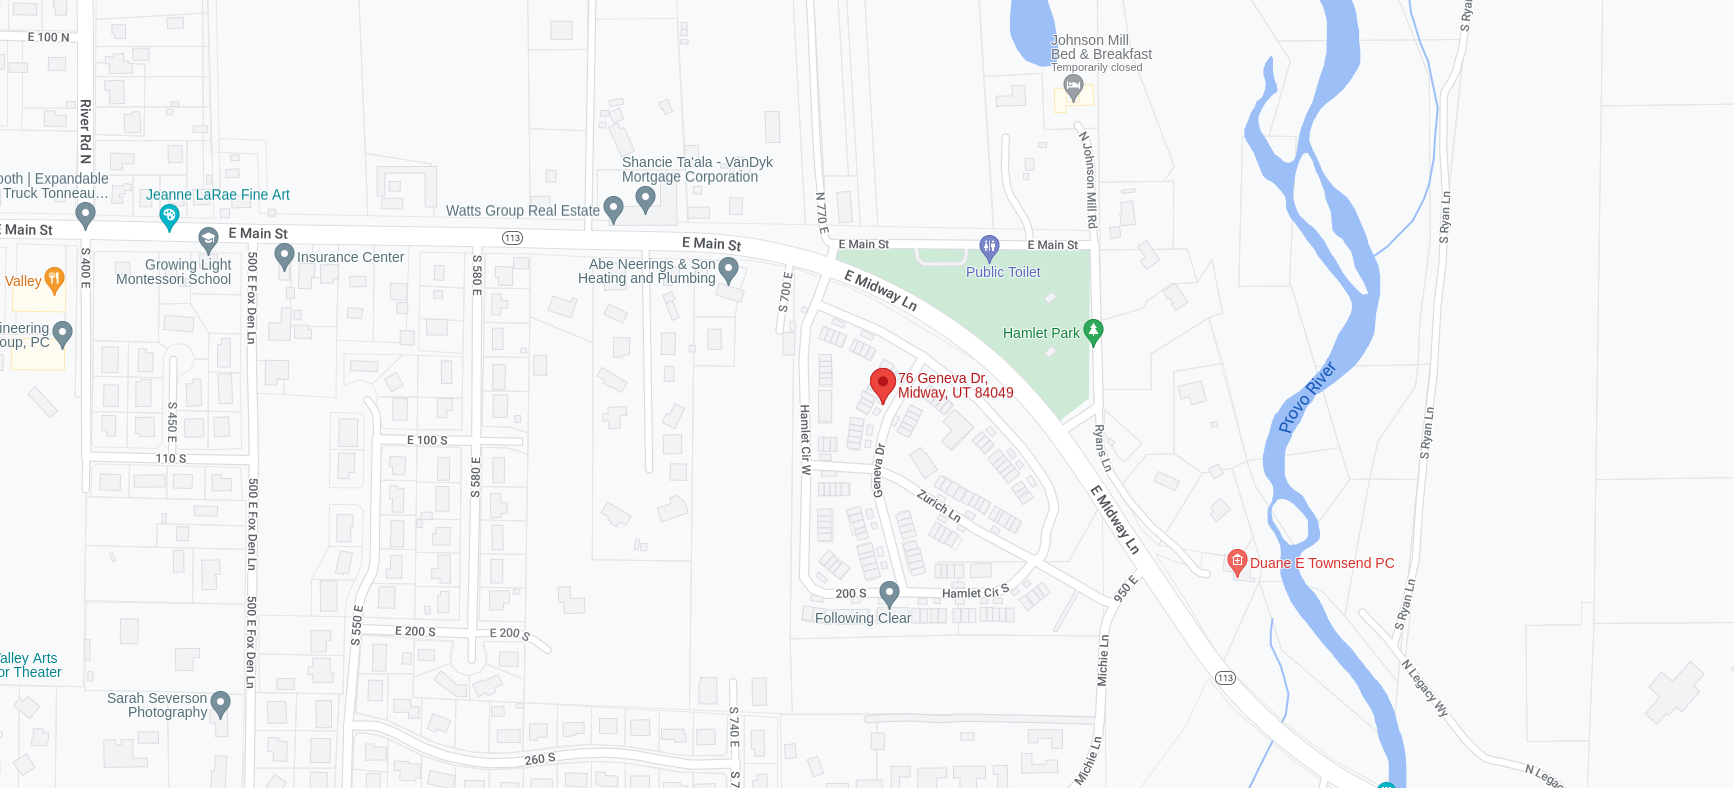 E 100 N
River Rd N
ooth | Expandable
Truck Tonneau...
Jeanne LaRae Fine Art
E Main St
E Main St
Growing Light
Montessori School
Insurance Center
Valley
ineering
oup, PC
S 400 E
500 E Fox Den Ln
S 450 E
110 S
500 E Fox Den Ln
500 E Fox Den Ln
alley Arts
or Theater
Sarah Severson
Photography
Watts Group Real Estate
Shancie Ta'ala - VanDyk
Mortgage Corporation
113
E Main St
Abe Neerings & Son
Heating and Plumbing
S 580 E
E 100 S
S 580 E
S 550 E
E 200 S
E 200 S
260 S
S 740 E
S 7
N 770 E
S 700 E
E Main St
E Main St
Public Toilet
E Midway Ln
Hamlet Park
Johnson Mill
Bed & Breakfast
Temporarily closed
N Johnson Mill Rd
76 Geneva Dr,
Midway, UT 84049
Hamlet Cir W
Geneva Dr
Zurich Ln
200 S
Hamlet Cir S
Following Clear
Ryans Ln
E Midway Ln
950 E
Michie Ln
Michie Ln
113
Duane E Townsend PC
Provo River
S Rya
S Ryan Ln
S Ryan Ln
S Ryan Ln
N Legacy Wy
N Legac